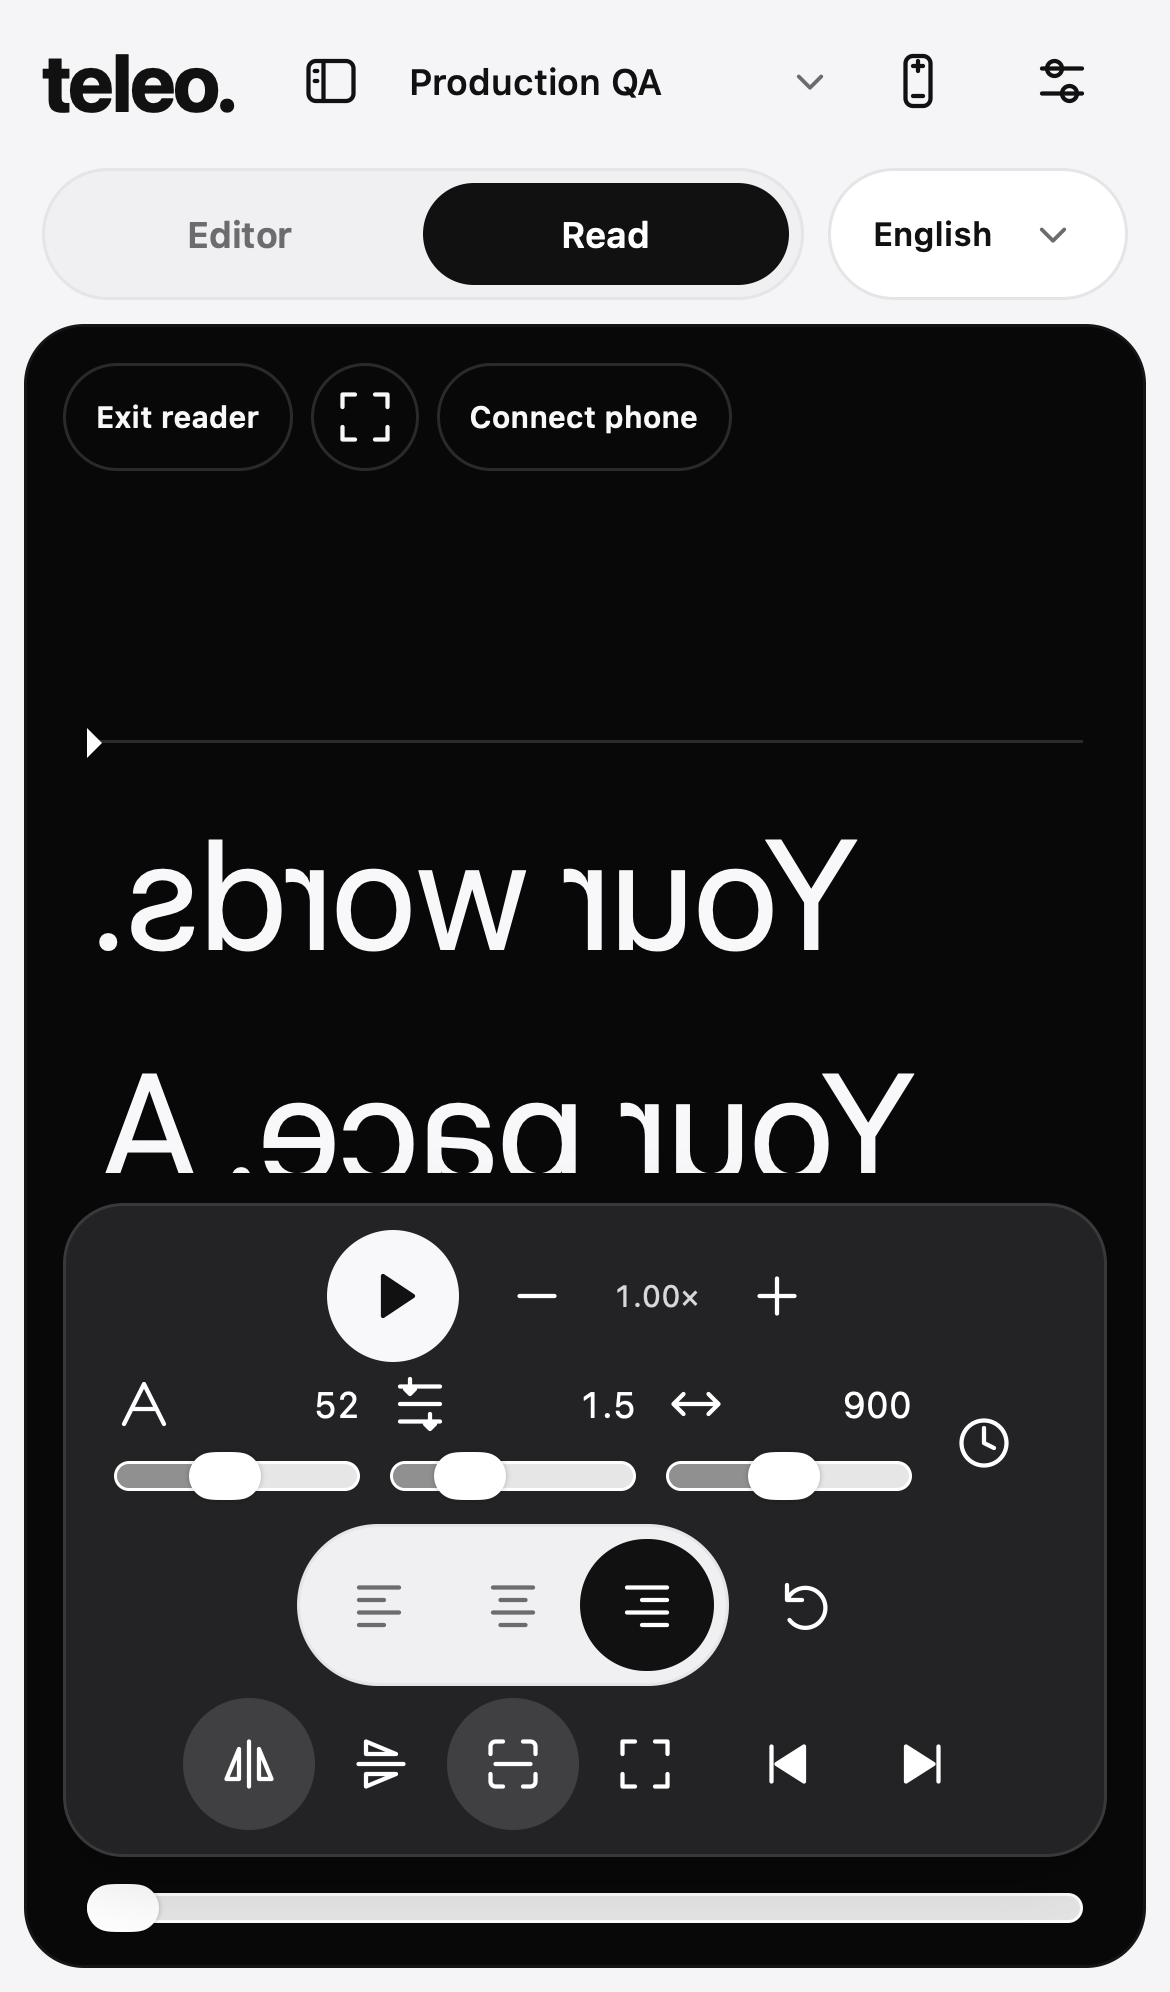 teleo.
Production QA
Editor
Read
English
Exit reader
Connect phone
Your words.
Your pace. A
1.00×
52
1.5
900